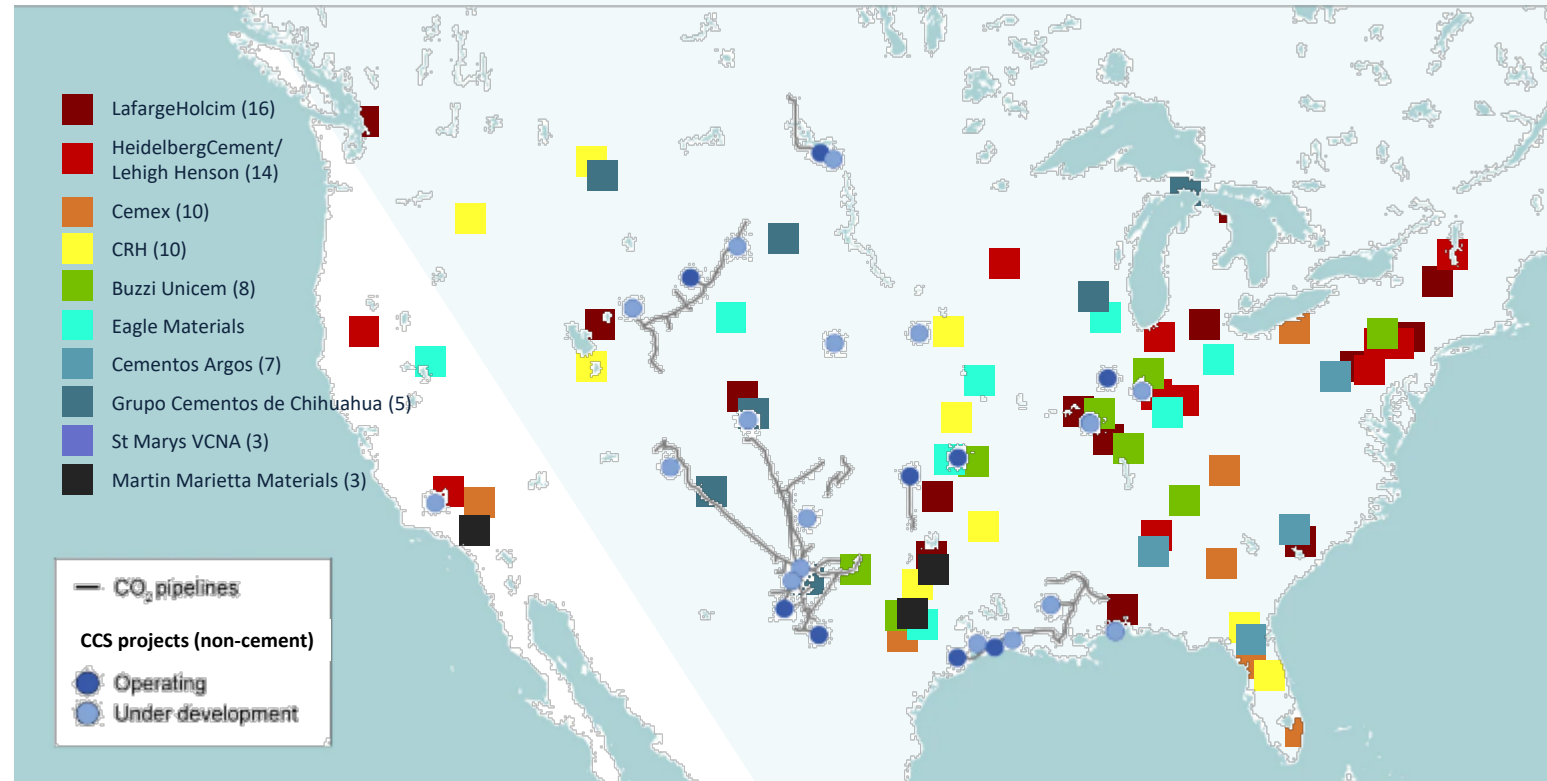 LafargeHolcim (16)
HeidelbergCement/
Lehigh Henson (14)
Cemex (10)
CRH (10)
Buzzi Unicem (8)
Eagle Materials
Cementos Argos (7)
Grupo Cementos de Chihuahua (5)
St Marys VCNA (3)
Martin Marietta Materials (3)
CO₂ pipelines
CCS projects (non-cement)
Operating
Under development